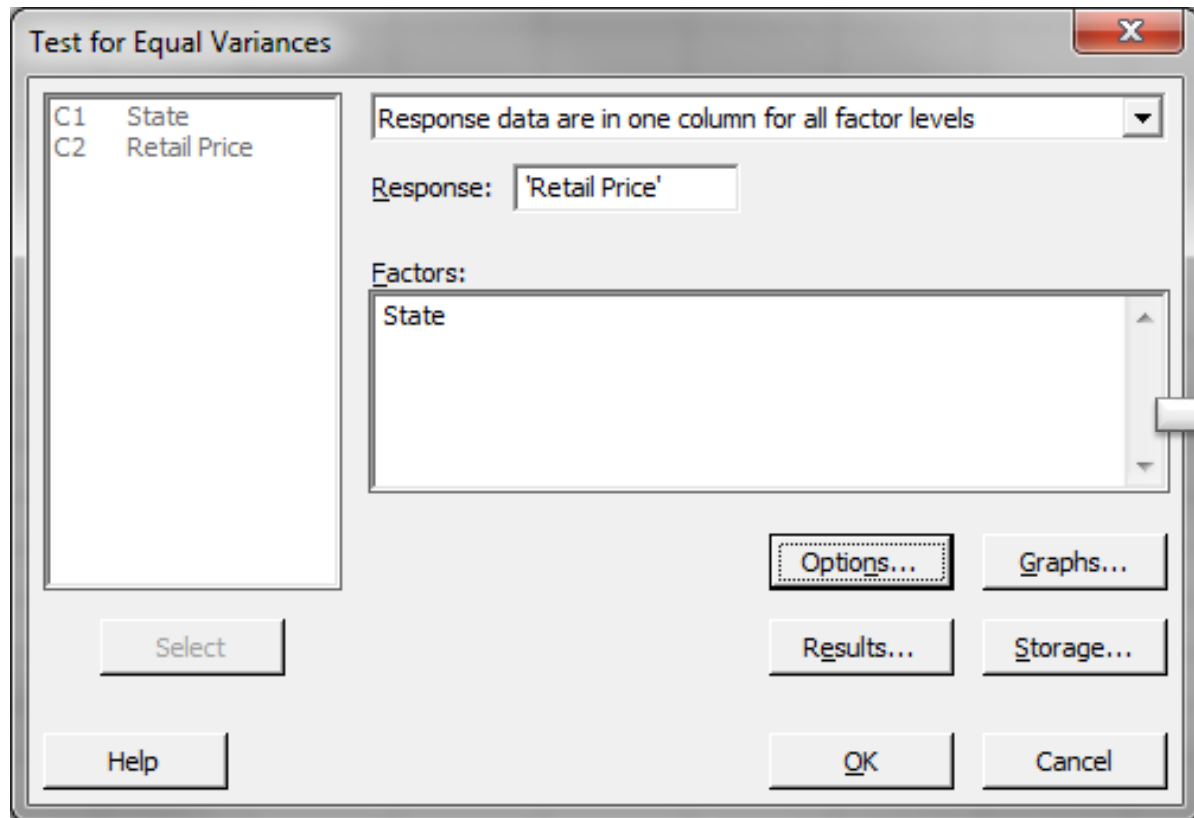 Test for Equal Variances
C1 State
C2 Retail Price
Response data are in one column for all factor levels
Response: 'Retail Price'
Factors:
State
Options... Graphs...
Select Results... Storage...
Help OK Cancel